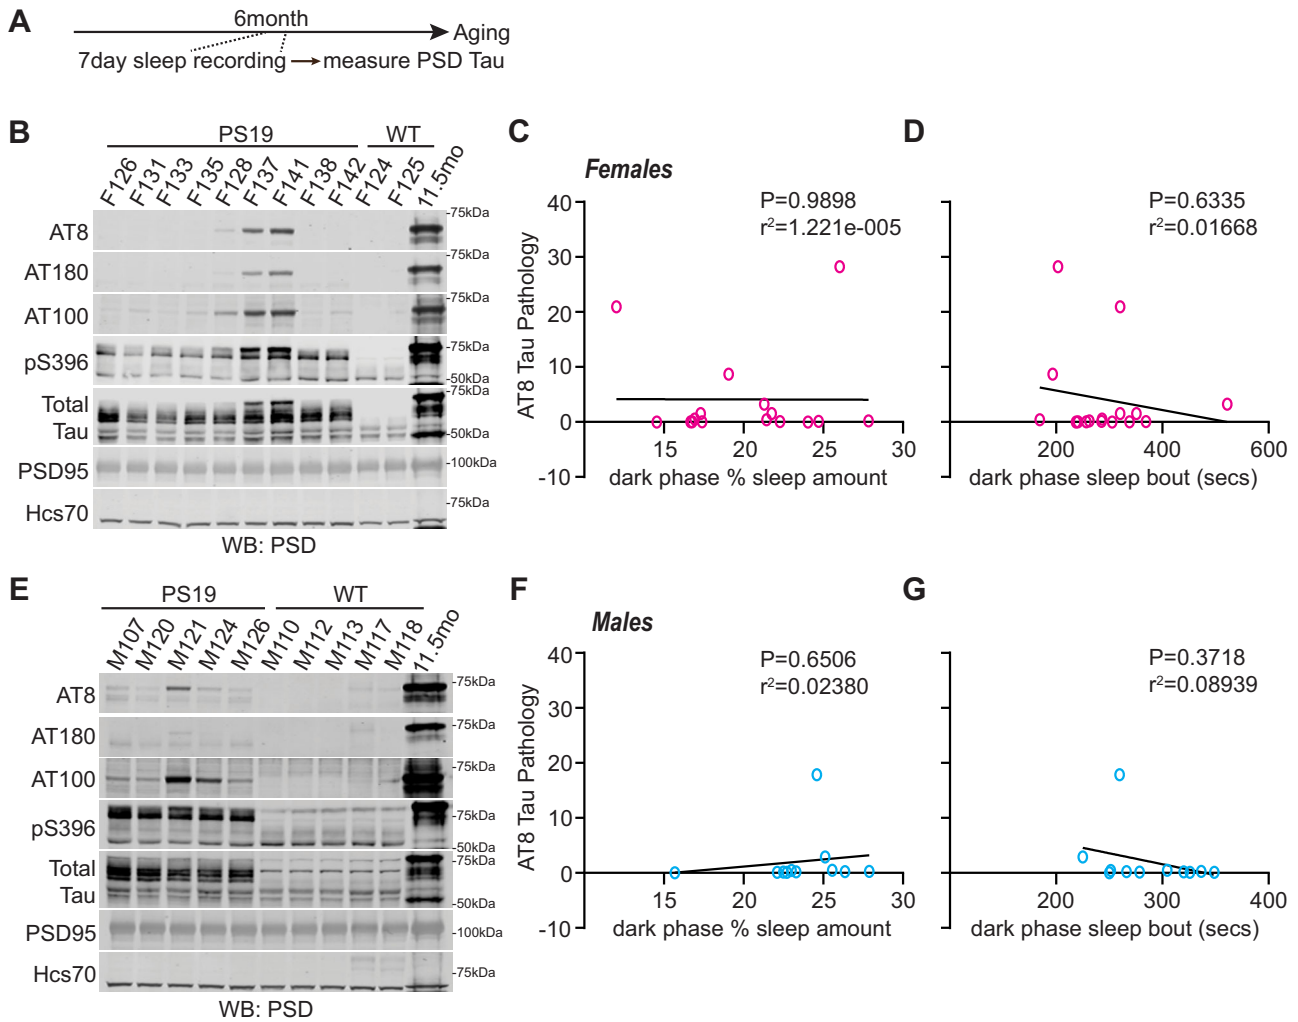 A
6month
Aging
7day sleep recording
measure PSD Tau
B
PS19
WT
F126
F131
F133
F135
F128
F137
F141
F138
F142
F124
F125
11.5mo
AT8
-75kDa
AT180
-75kDa
AT100
-75kDa
pS396
-75kDa
-50kDa
Total
Tau
-75kDa
-50kDa
PSD95
-100kDa
Hcs70
-75kDa
WB: PSD
C
Females
P=0.9898
r²=1.221e-005
AT8 Tau Pathology
40
30
20
10
0
-10
15
20
25
30
dark phase % sleep amount
D
P=0.6335
r²=0.01668
200
400
600
dark phase sleep bout (secs)
E
PS19
WT
M107
M120
M121
M124
M126
M110
M112
M113
M117
M118
11.5mo
AT8
-75kDa
AT180
-75kDa
AT100
-75kDa
pS396
-75kDa
-50kDa
Total
Tau
-75kDa
-50kDa
PSD95
-100kDa
Hcs70
-75kDa
WB: PSD
F
Males
P=0.6506
r²=0.02380
AT8 Tau Pathology
40
30
20
10
0
-10
15
20
25
30
dark phase % sleep amount
G
P=0.3718
r²=0.08939
200
300
400
dark phase sleep bout (secs)